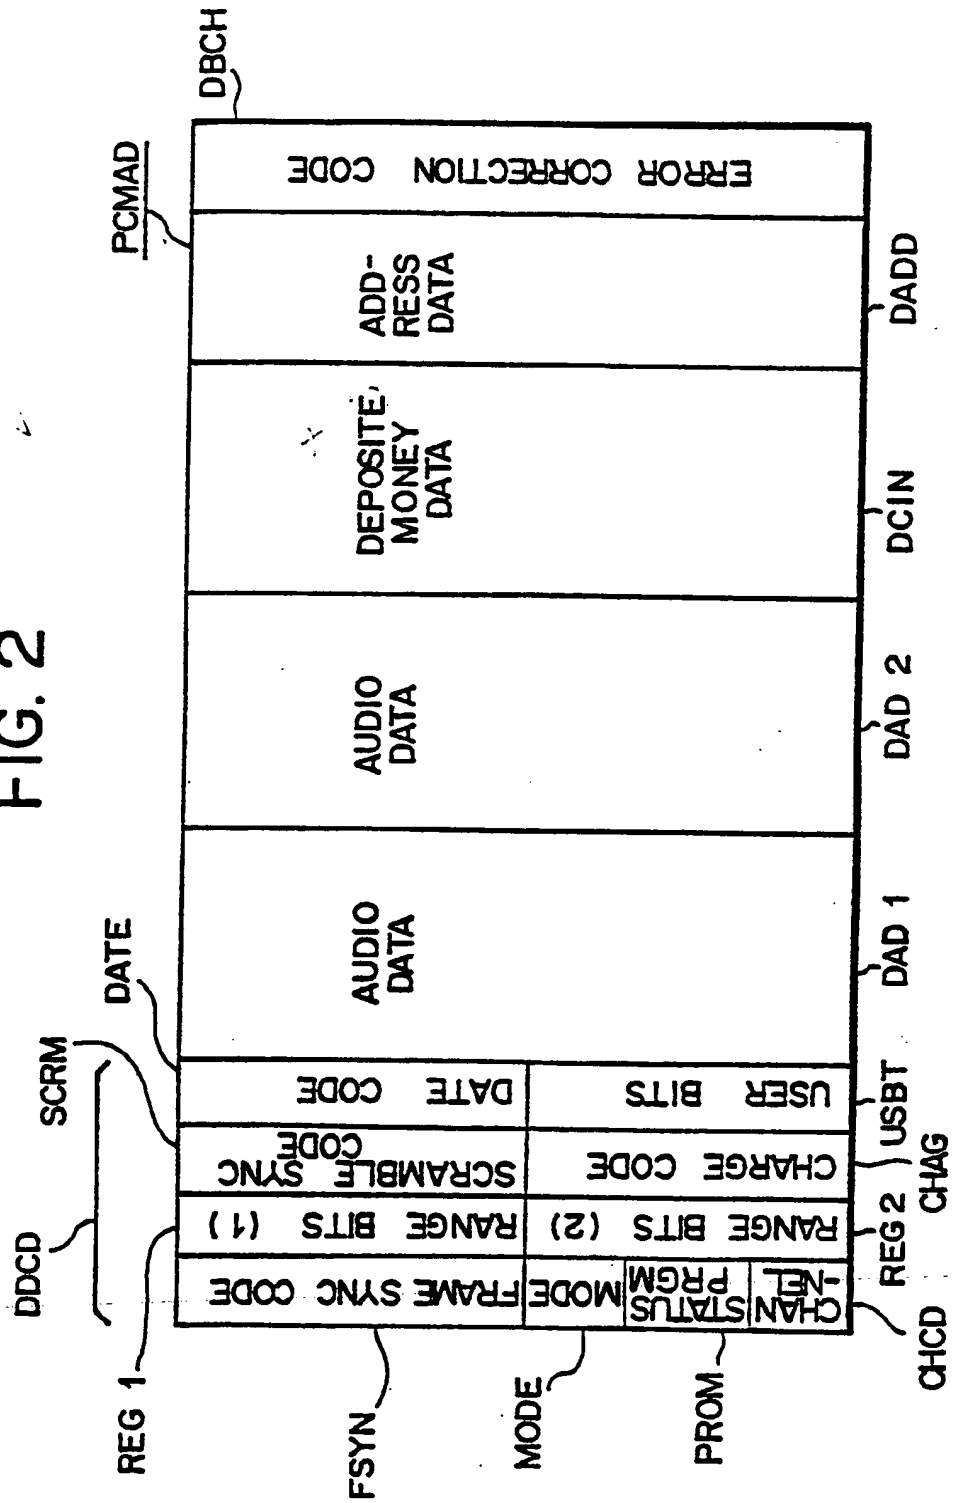 FIG. 2
DDCD
SCRM
DATE
PCMAD
DBCH
REG 1
FSYN
MODE
PROM
CHCD
REG 2
CHAG
USBT
DAD 1
DAD 2
DCIN
DADD
FRAME SYNC CODE
MODE
STATUS
PRGM
CHAN
-NEL
RANGE BITS (1)
RANGE BITS (2)
SCRAMBLE SYNC
CODE
CHARGE CODE
DATE CODE
USER BITS
AUDIO
DATA
AUDIO
DATA
DEPOSITE
MONEY
DATA
ADD-
RESS
DATA
ERROR CORRECTION CODE